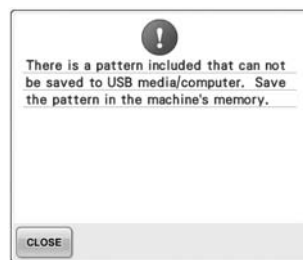 There is a pattern included that can not
be saved to USB media/computer. Save
the pattern in the machine's memory.
CLOSE